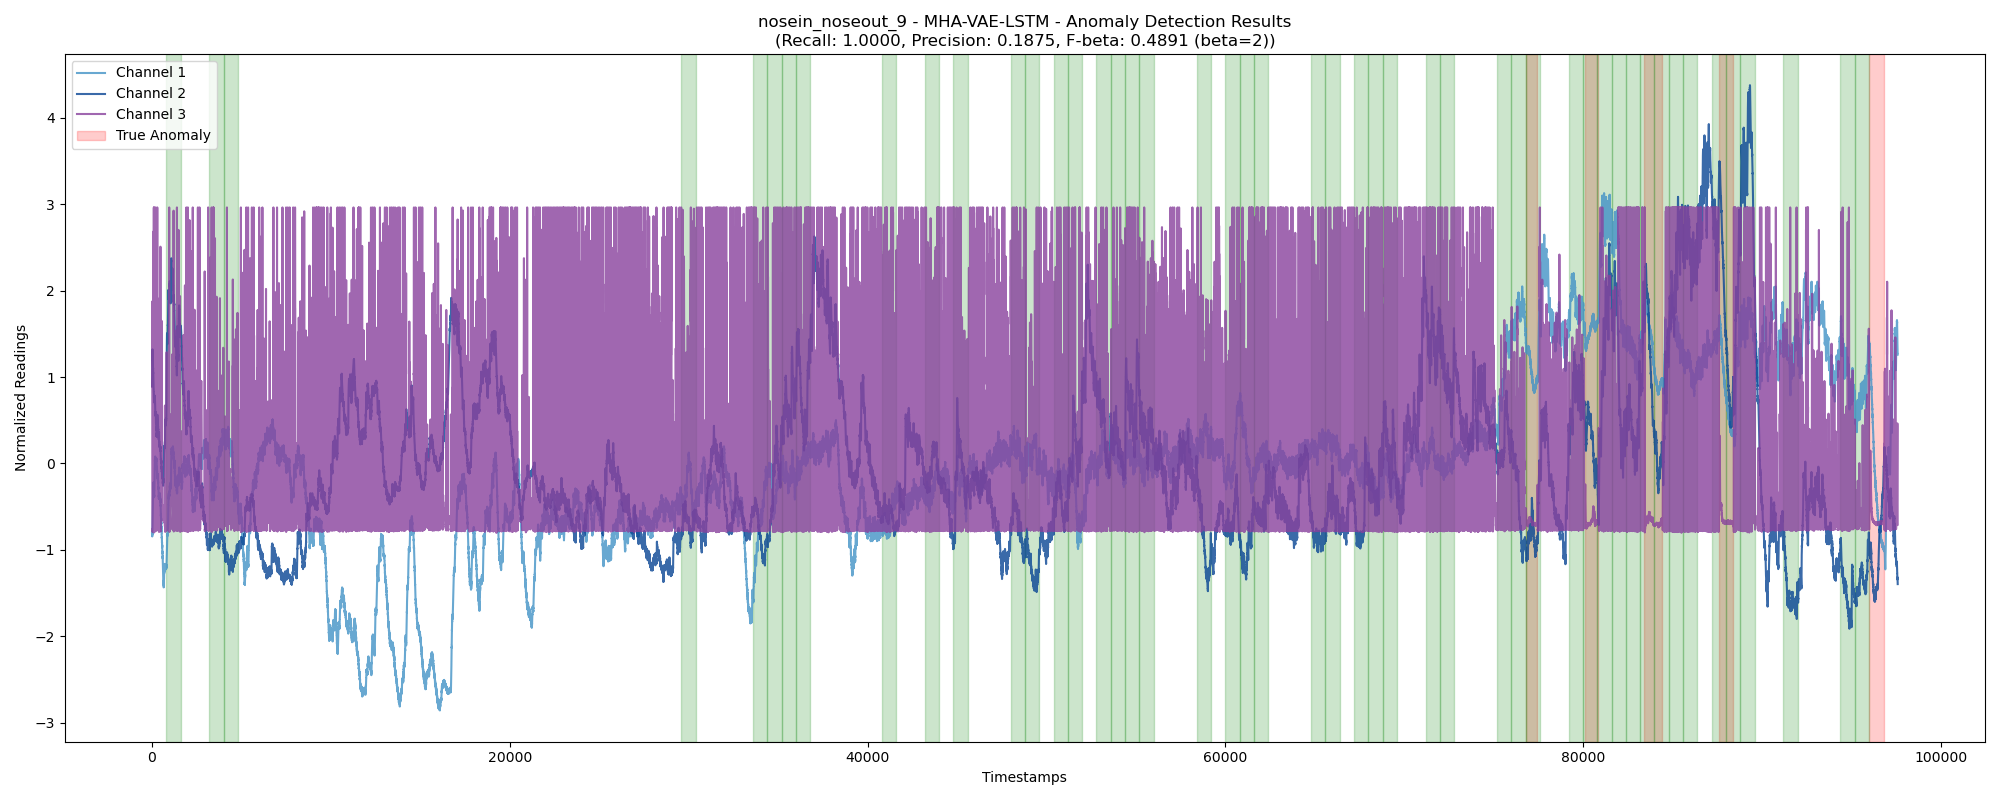 nosein_noseout_9 - MHA-VAE-LSTM - Anomaly Detection Results
(Recall: 1.0000, Precision: 0.1875, F-beta: 0.4891 (beta=2))
Channel 1
Channel 2
Channel 3
True Anomaly
Normalized Readings
4
3
2
1
0
−1
−2
−3
0
20000
40000
60000
80000
100000
Timestamps